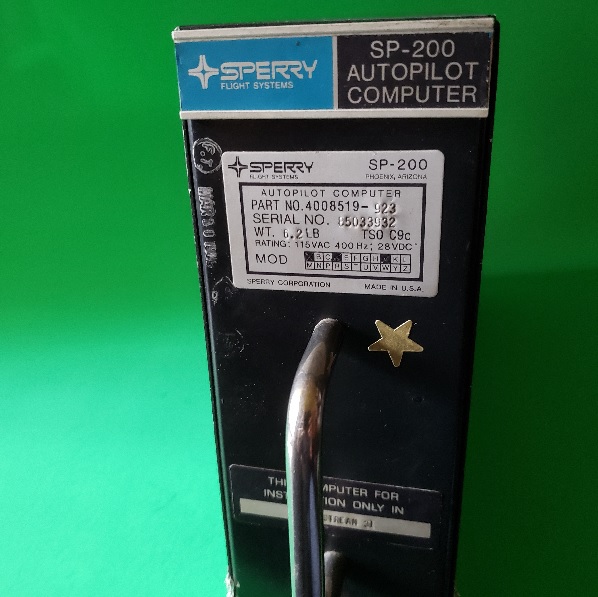 SPERRY
FLIGHT SYSTEMS
SP-200
AUTOPILOT
COMPUTER
SPERRY
FLIGHT SYSTEMS
SP-200
PHOENIX, ARIZONA
AUTOPILOT COMPUTER
PART NO. 4008519-923
SERIAL NO. 85033932
WT. 6.2LB TSO C9c
RATING: 115VAC 400 Hz; 28VDC
MOD
B C E F G H K L
M N P R S T U V W Y Z
SPERRY CORPORATION MADE IN U.S.A.
COMPUTER FOR
ONLY IN